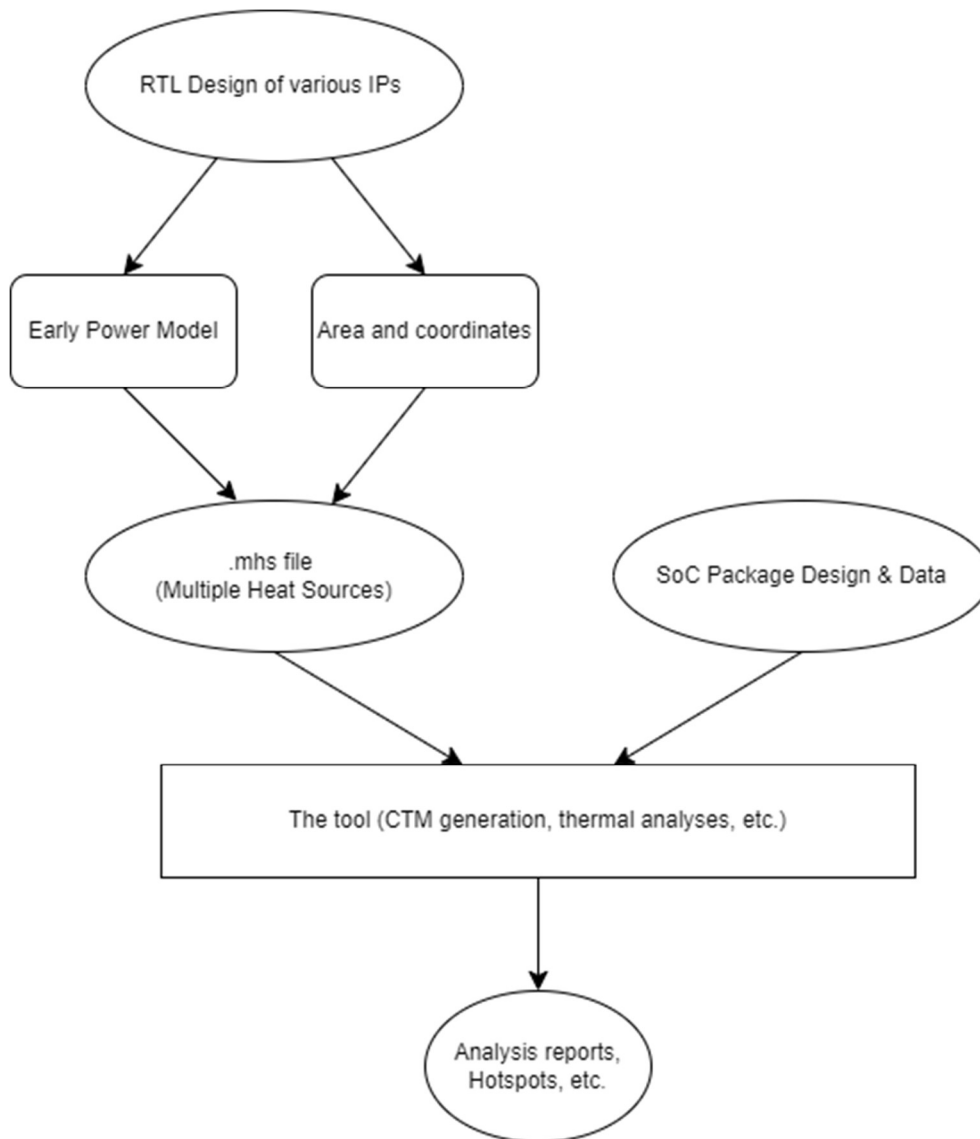 RTL Design of various IPs
Early Power Model
Area and coordinates
.mhs file
(Multiple Heat Sources)
SoC Package Design & Data
The tool (CTM generation, thermal analyses, etc.)
Analysis reports,
Hotspots, etc.